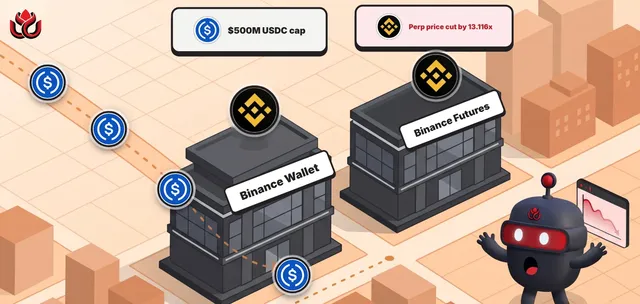 $500M USDC cap
Perp price cut by 13.116x
Binance Futures
Binance Wallet